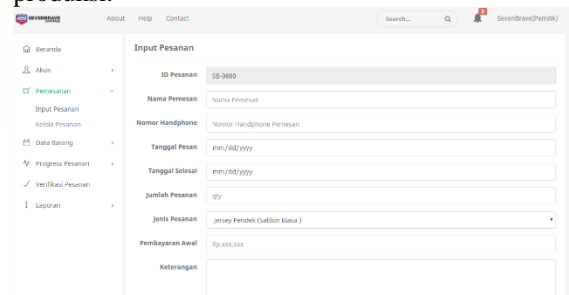 produksi.
SEVENBRAVE
About Help Contact
Search...
3
SevenBrave(Pemilik)
Beranda
Akun
Pemesanan
Input Pesanan
Kelola Pesanan
Data Barang
Progress Pesanan
Verifikasi Pesanan
Laporan
Input Pesanan
ID Pesanan SB-9880
Nama Pemesan Nama Pemesan
Nomor Handphone Nomor Handphone Pemesan
Tanggal Pesan mm/dd/yyyy
Tanggal Selesai mm/dd/yyyy
Jumlah Pesanan qty
Jenis Pesanan Jersey Pendek (Sablon Biasa )
Pembayaran Awal Rp.xxx.xxx
Keterangan